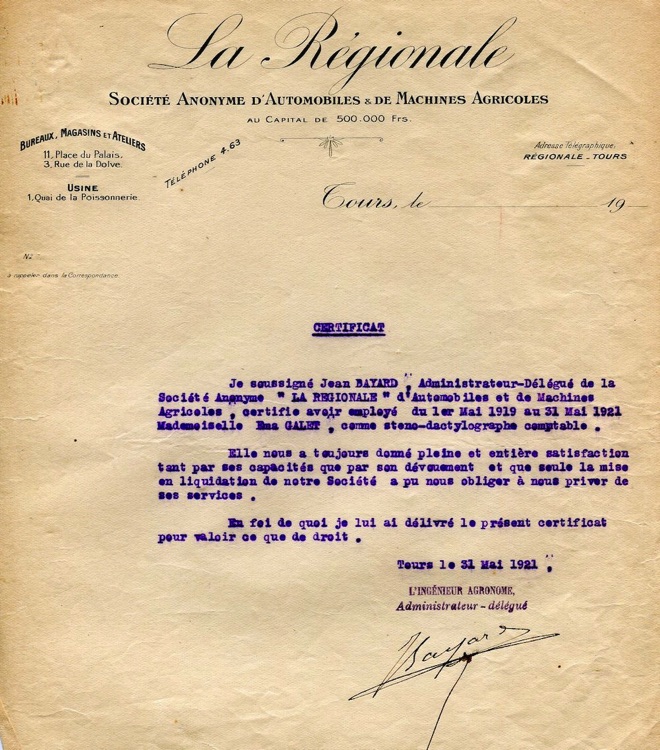 La Régionale
SOCIÉTÉ ANONYME D'AUTOMOBILES & DE MACHINES AGRICOLES
AU CAPITAL DE 500.000 Frs.
BUREAUX, MAGASINS ET ATELIERS
11, Place du Palais.
3, Rue de la Dolve.
USINE
1, Quai de la Poissonnerie.
TÉLÉPHONE 4.63
Adresse Télégraphique.
RÉGIONALE - TOURS
Tours, le 19
N°
à rappeler dans la Correspondance.
CERTIFICAT
Je soussigné Jean BAYARD , Administrateur-Délégué de la
Société Anonyme " LA REGIONALE " d'Automobiles et de Machines
Agricoles , certifie avoir employé du 1er Mai 1919 au 31 Mai 1921
Mademoiselle Ema GALET , comme steno-dactylographe comptable .
Elle nous a toujours donné pleine et entière satisfaction
tant par ses capacités que par son dévouement et que seule la mise
en liquidation de notre Société a pu nous obliger à nous priver de
ses services .
En foi de quoi je lui ai délivré le présent certificat
pour valoir ce que de droit .
Tours le 31 Mai 1921 ,
L'INGÉNIEUR AGRONOME,
Administrateur - délégué
JBayard